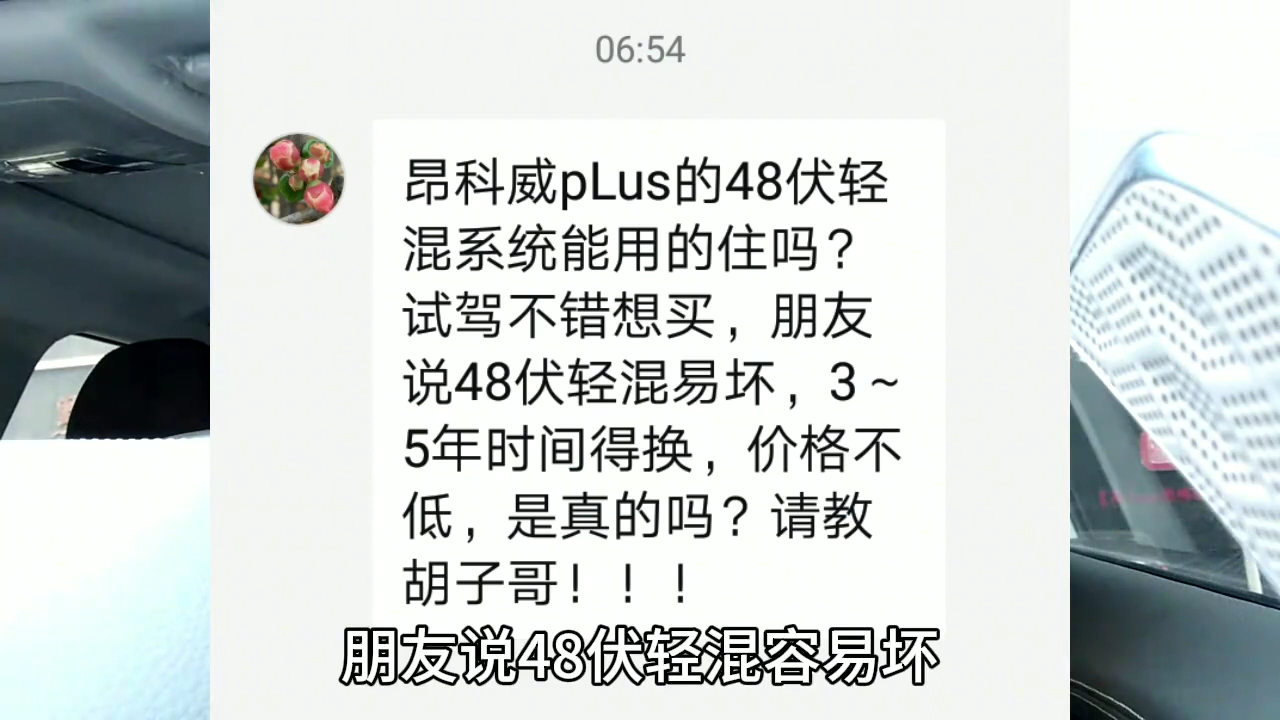 06:54
昂科威pLus的48伏轻
混系统能用的住吗？
试驾不错想买，朋友
说48伏轻混易坏，3～
5年时间得换，价格不
低，是真的吗？请教
胡子哥！！！
朋友说48伏轻混容易坏